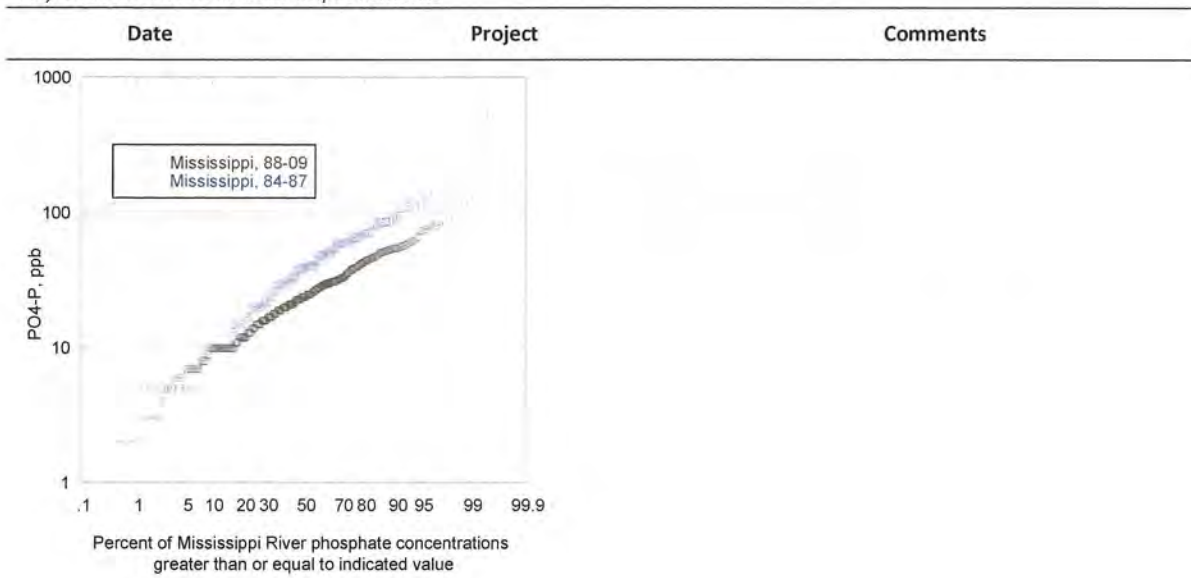 Date Project Comments
1000
Mississippi, 88-09
Mississippi, 84-87
100
PO4-P, ppb
10
1
.1 1 5 10 20 30 50 70 80 90 95 99 99.9
Percent of Mississippi River phosphate concentrations
greater than or equal to indicated value